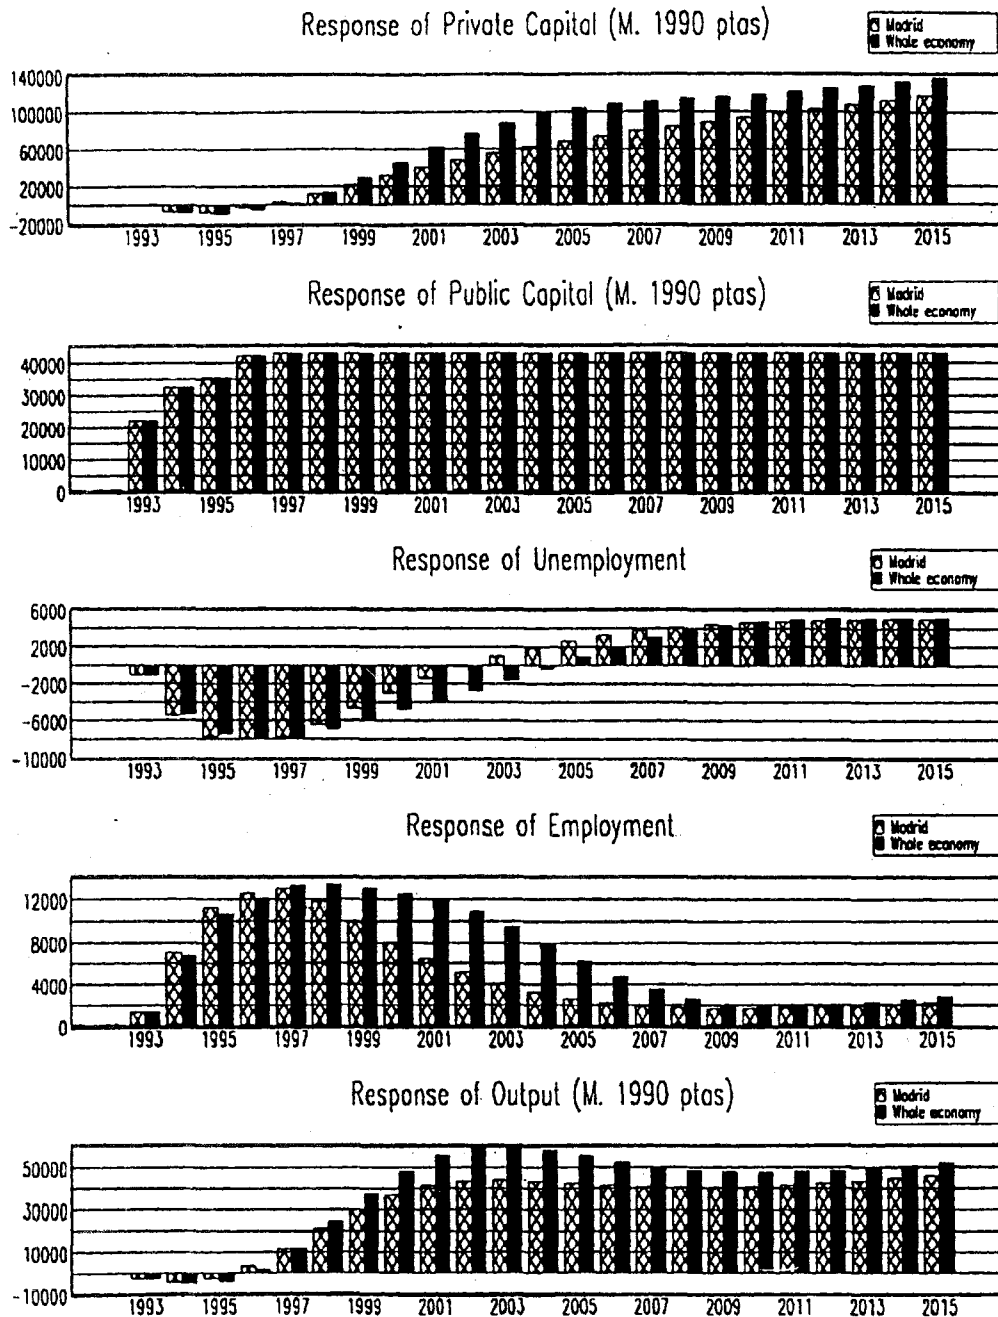 Response of Private Capital (M. 1990 ptas)
Madrid
Whole economy
140000
100000
60000
20000
-20000
1993 1995 1997 1999 2001 2003 2005 2007 2009 2011 2013 2015
Response of Public Capital (M. 1990 ptas)
Madrid
Whole economy
40000
30000
20000
10000
0
1993 1995 1997 1999 2001 2003 2005 2007 2009 2011 2013 2015
Response of Unemployment
Madrid
Whole economy
6000
2000
-2000
-6000
-10000
1993 1995 1997 1999 2001 2003 2005 2007 2009 2011 2013 2015
Response of Employment
Madrid
Whole economy
12000
8000
4000
0
1993 1995 1997 1999 2001 2003 2005 2007 2009 2011 2013 2015
Response of Output (M. 1990 ptas)
Madrid
Whole economy
50000
30000
10000
-10000
1993 1995 1997 1999 2001 2003 2005 2007 2009 2011 2013 2015